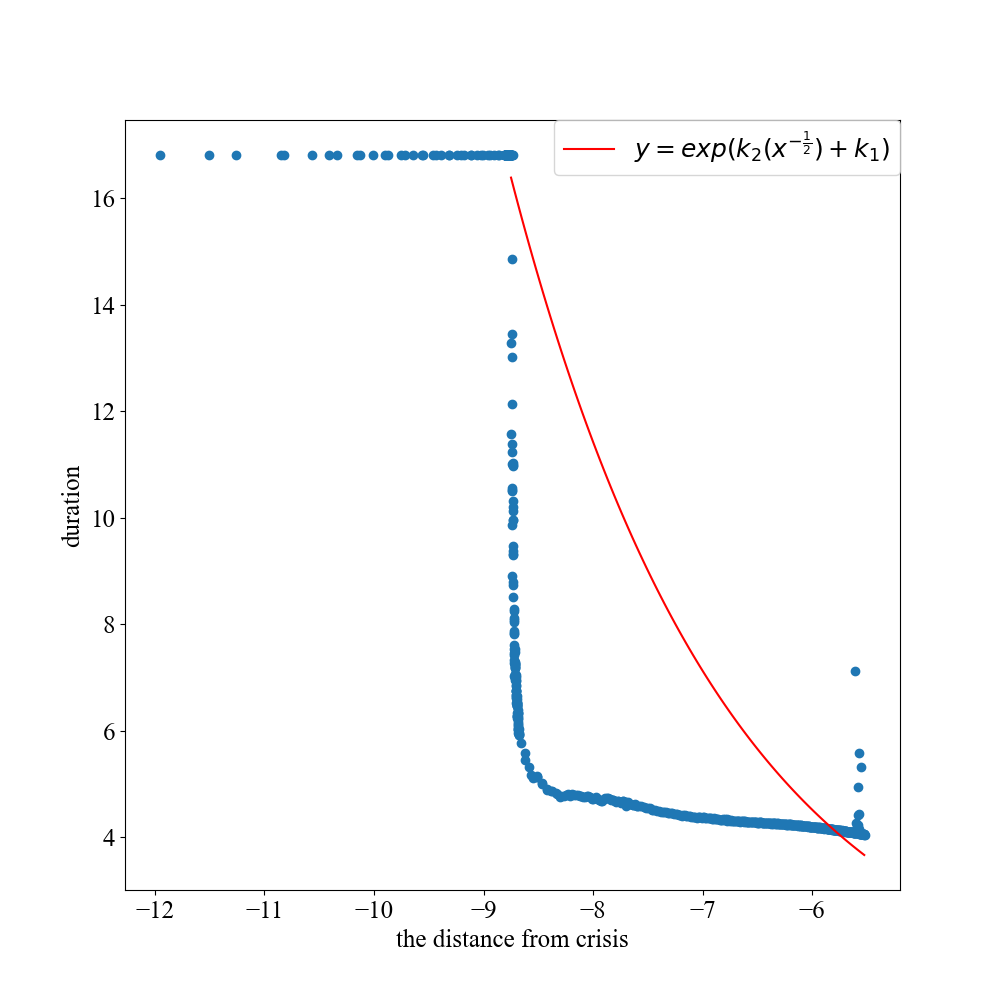 y = exp(k₂(x^{-\frac{1}{2}}) + k₁)
16
14
12
10
8
6
4
duration
−12 −11 −10 −9 −8 −7 −6
the distance from crisis